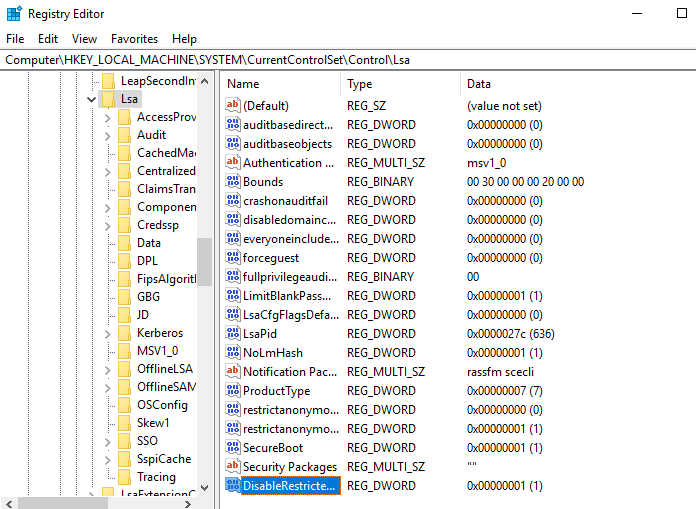 Registry Editor
File Edit View Favorites Help
Computer\HKEY_LOCAL_MACHINE\SYSTEM\CurrentControlSet\Control\Lsa
LeapSecondIn
Lsa
AccessProv
Audit
CachedMac
Centralized
ClaimsTran
Componen
Credssp
Data
DPL
FipsAlgorith
GBG
JD
Kerberos
MSV1_0
OfflineLSA
OfflineSAM
OSConfig
Skew1
SSO
SspiCache
Tracing
LsaExtensionC
Name Type Data
(Default) REG_SZ (value not set)
auditbasedirect... REG_DWORD 0x00000000 (0)
auditbaseobjects REG_DWORD 0x00000000 (0)
Authentication ... REG_MULTI_SZ msv1_0
Bounds REG_BINARY 00 30 00 00 00 20 00 00
crashonauditfail REG_DWORD 0x00000000 (0)
disabledomainc... REG_DWORD 0x00000000 (0)
everyoneinclude... REG_DWORD 0x00000000 (0)
forceguest REG_DWORD 0x00000000 (0)
fullprivilegeaudi... REG_BINARY 00
LimitBlankPass... REG_DWORD 0x00000001 (1)
LsaCfgFlagsDefa... REG_DWORD 0x00000000 (0)
LsaPid REG_DWORD 0x0000027c (636)
NoLmHash REG_DWORD 0x00000001 (1)
Notification Pac... REG_MULTI_SZ rassfm scecli
ProductType REG_DWORD 0x00000007 (7)
restrictanonymo... REG_DWORD 0x00000000 (0)
restrictanonymo... REG_DWORD 0x00000001 (1)
SecureBoot REG_DWORD 0x00000001 (1)
Security Packages REG_MULTI_SZ ""
DisableRestricte... REG_DWORD 0x00000001 (1)